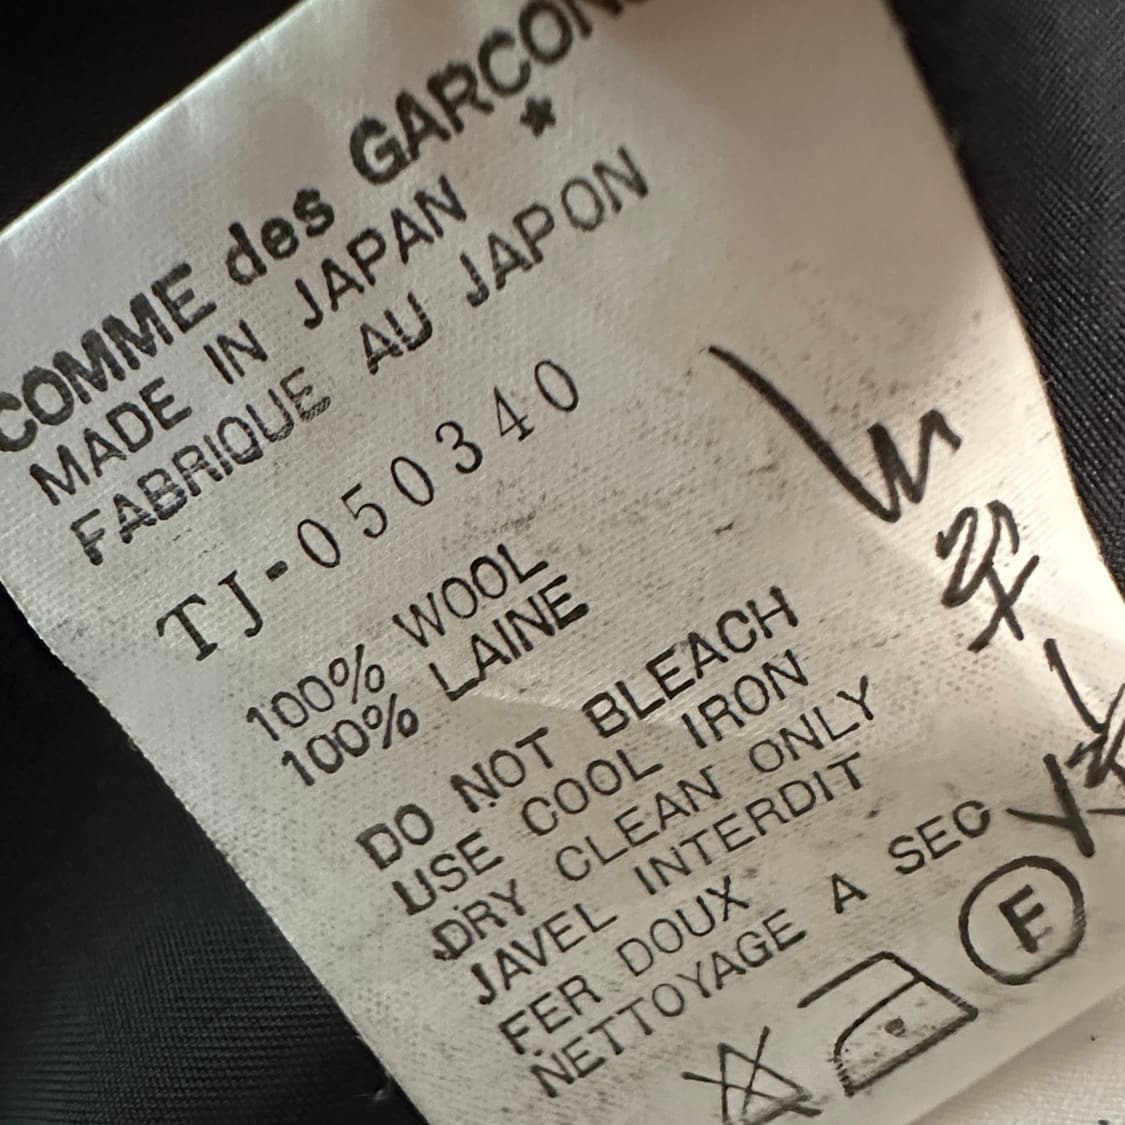 COMME des GARCON
MADE IN JAPAN *
FABRIQUE AU JAPON
TJ-050340
100% WOOL
100% LAINE
DO NOT BLEACH
USE COOL IRON
DRY CLEAN ONLY
JAVEL INTERDIT
FER DOUX
NETTOYAGE A SEC
F